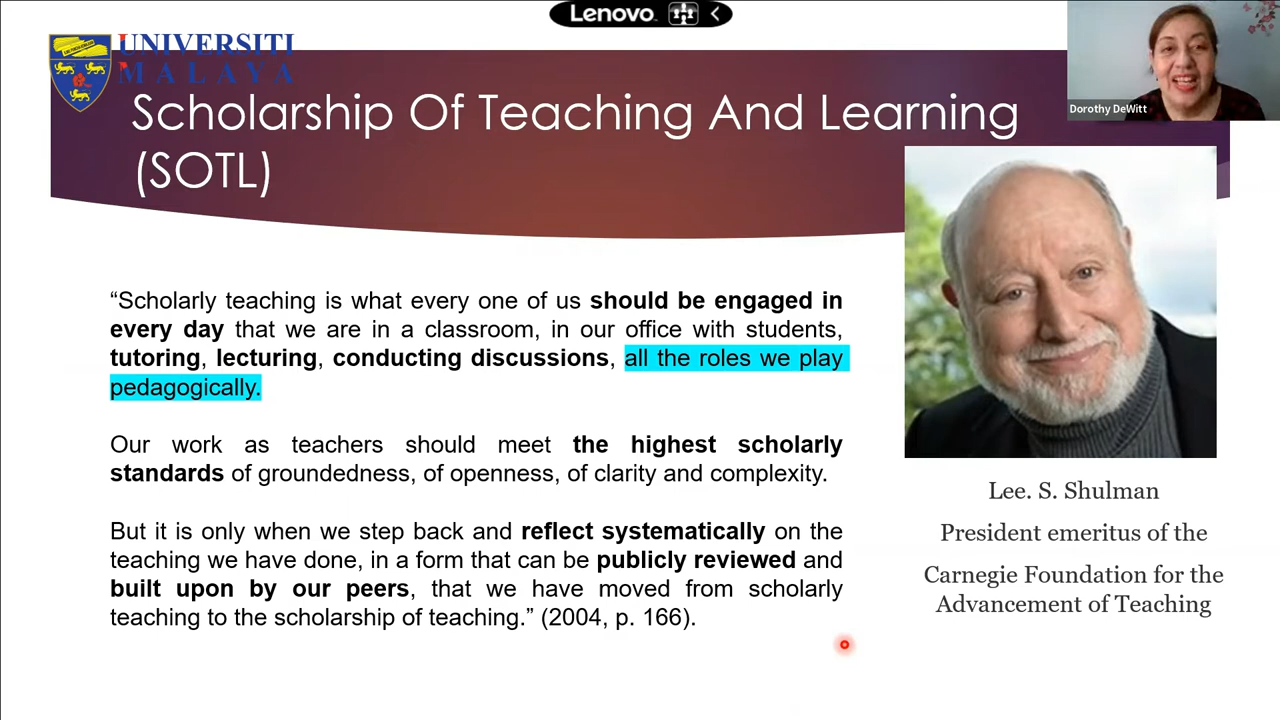 Lenovo
UNIVERSITI
MALAYA
Dorothy DeWitt
Scholarship Of Teaching And Learning
(SOTL)
“Scholarly teaching is what every one of us should be engaged in
every day that we are in a classroom, in our office with students,
tutoring, lecturing, conducting discussions, all the roles we play
pedagogically.
Our work as teachers should meet the highest scholarly
standards of groundedness, of openness, of clarity and complexity.
But it is only when we step back and reflect systematically on the
teaching we have done, in a form that can be publicly reviewed and
built upon by our peers, that we have moved from scholarly
teaching to the scholarship of teaching.” (2004, p. 166).
Lee. S. Shulman
President emeritus of the
Carnegie Foundation for the
Advancement of Teaching